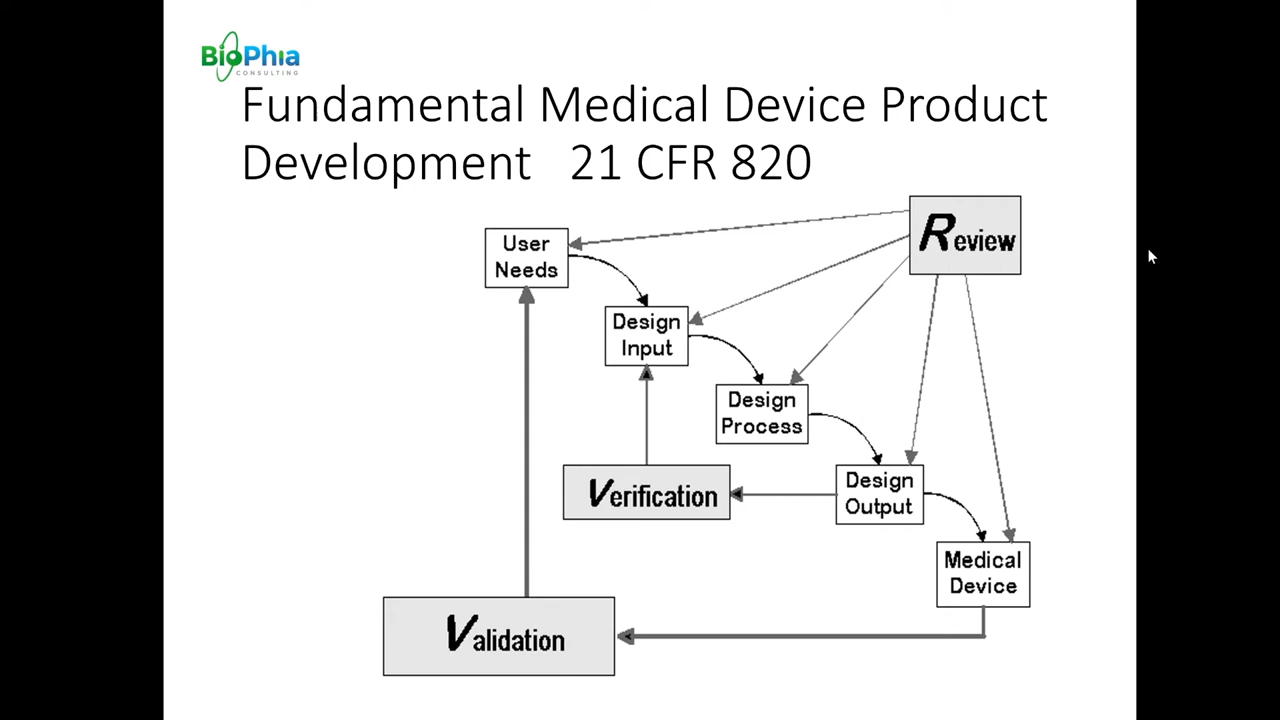 BioPhia
CONSULTING
Fundamental Medical Device Product
Development 21 CFR 820
Review
User
Needs
Design
Input
Design
Process
Verification
Design
Output
Medical
Device
Validation